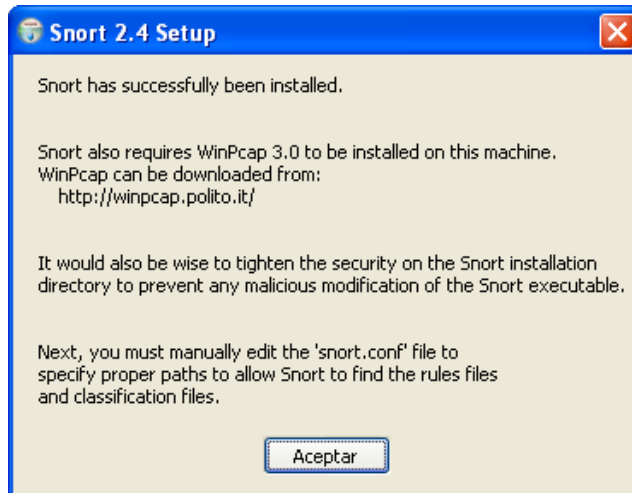 Snort 2.4 Setup
Snort has successfully been installed.
Snort also requires WinPcap 3.0 to be installed on this machine.
WinPcap can be downloaded from:
http://winpcap.polito.it/
It would also be wise to tighten the security on the Snort installation
directory to prevent any malicious modification of the Snort executable.
Next, you must manually edit the 'snort.conf' file to
specify proper paths to allow Snort to find the rules files
and classification files.
Aceptar